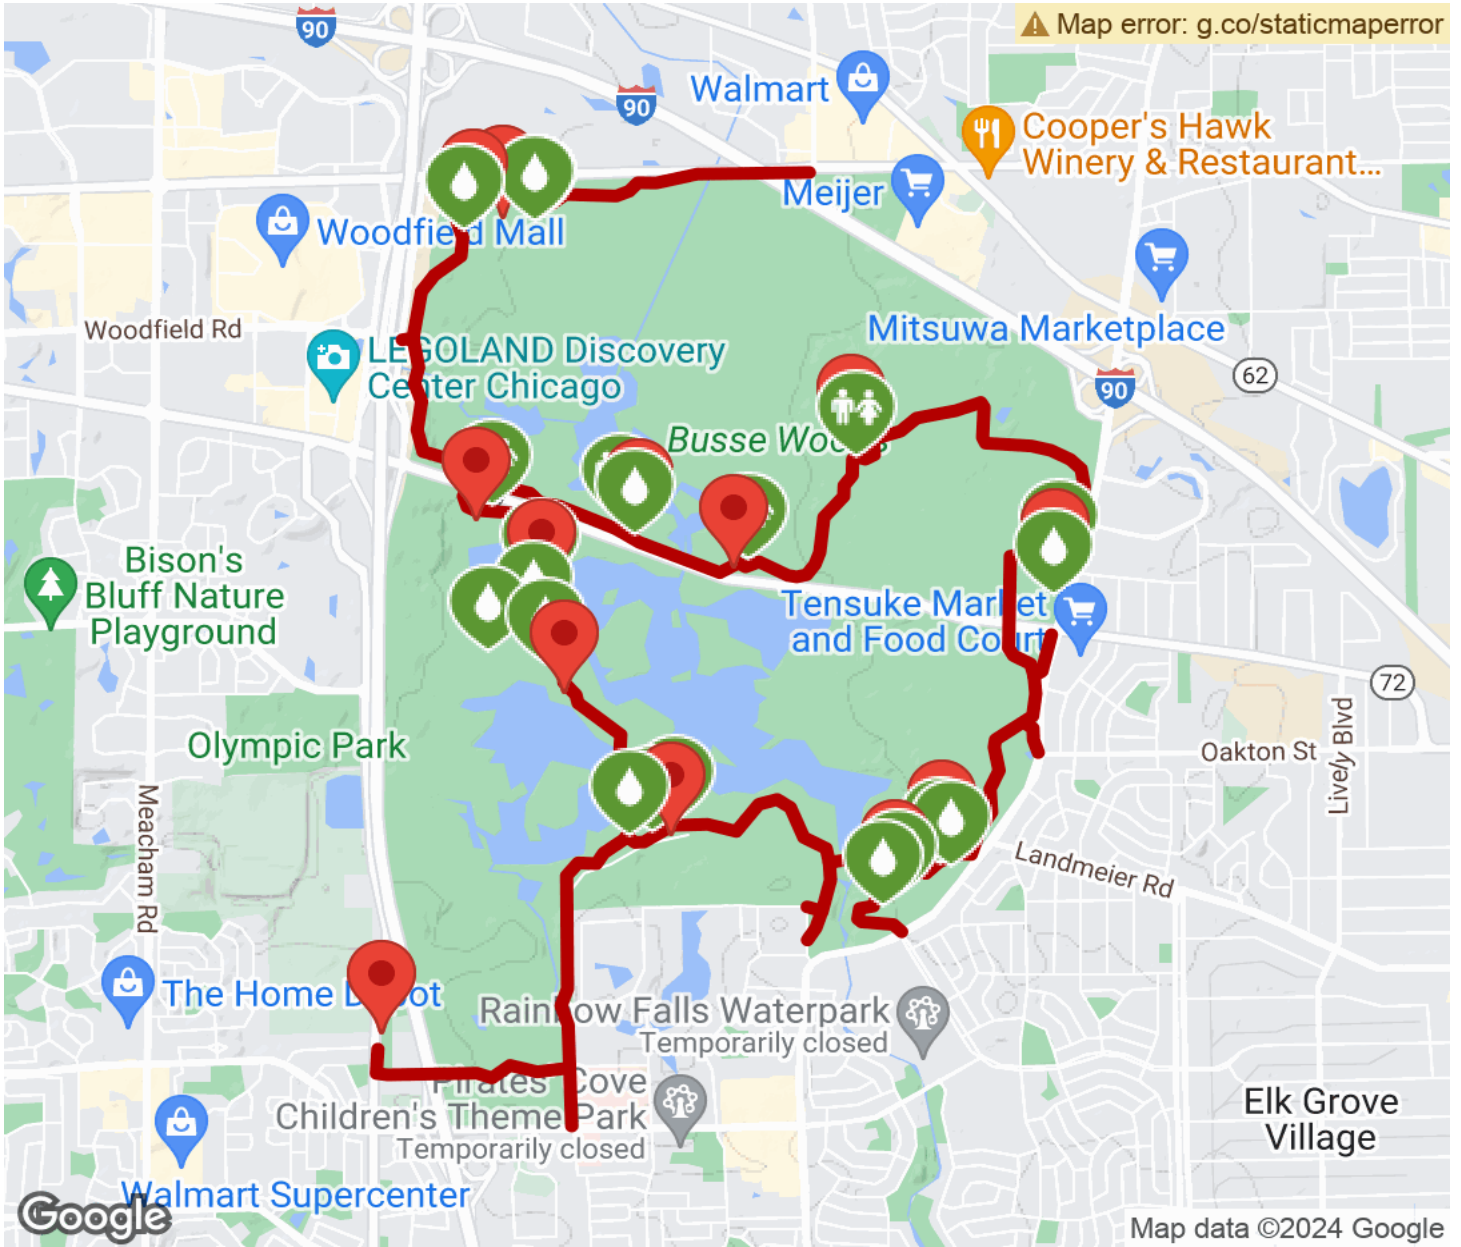 90
Map error: g.co/staticmaperror
90
Walmart
Cooper's Hawk
Winery & Restaurant...
Meijer
Woodfield Mall
Woodfield Rd
Mitsuwa Marketplace
LEGOLAND Discovery
Center Chicago
62
90
Busse Woods
Bison's
Bluff Nature
Playground
Tensuke Market
and Food Court
72
Olympic Park
Oakton St
Lively Blvd
Meacham Rd
Landmeier Rd
The Home Depot
Rainbow Falls Waterpark
Temporarily closed
Pirates' Cove
Children's Theme Park
Temporarily closed
Elk Grove
Village
Walmart Supercenter
Google
Map data ©2024 Google